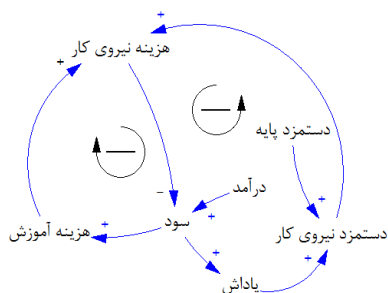 +
+
هزینه نیروی کار
دستمزد پایه
درآمد
−
+
+
سود
+
هزینه آموزش
دستمزد نیروی کار
+
+
پاداش